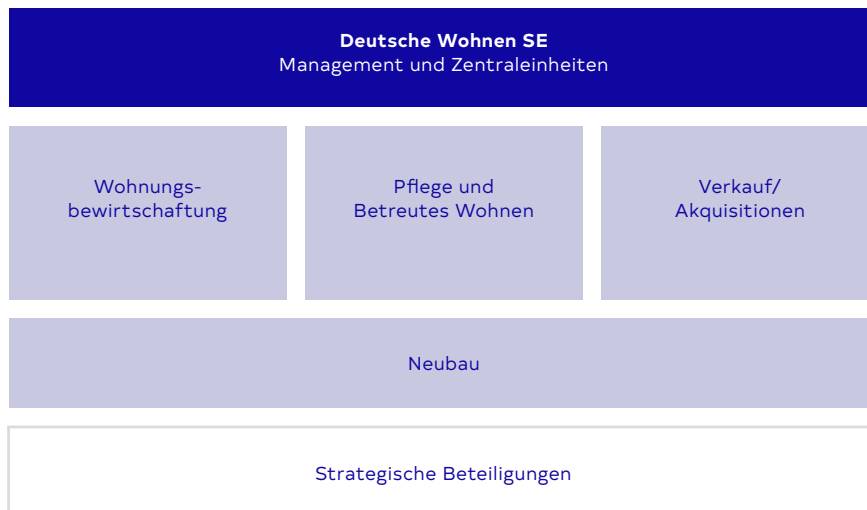 Deutsche Wohnen SE
Management und Zentraleinheiten
Wohnungs-
bewirtschaftung
Pflege und
Betreutes Wohnen
Verkauf/
Akquisitionen
Neubau
Strategische Beteiligungen